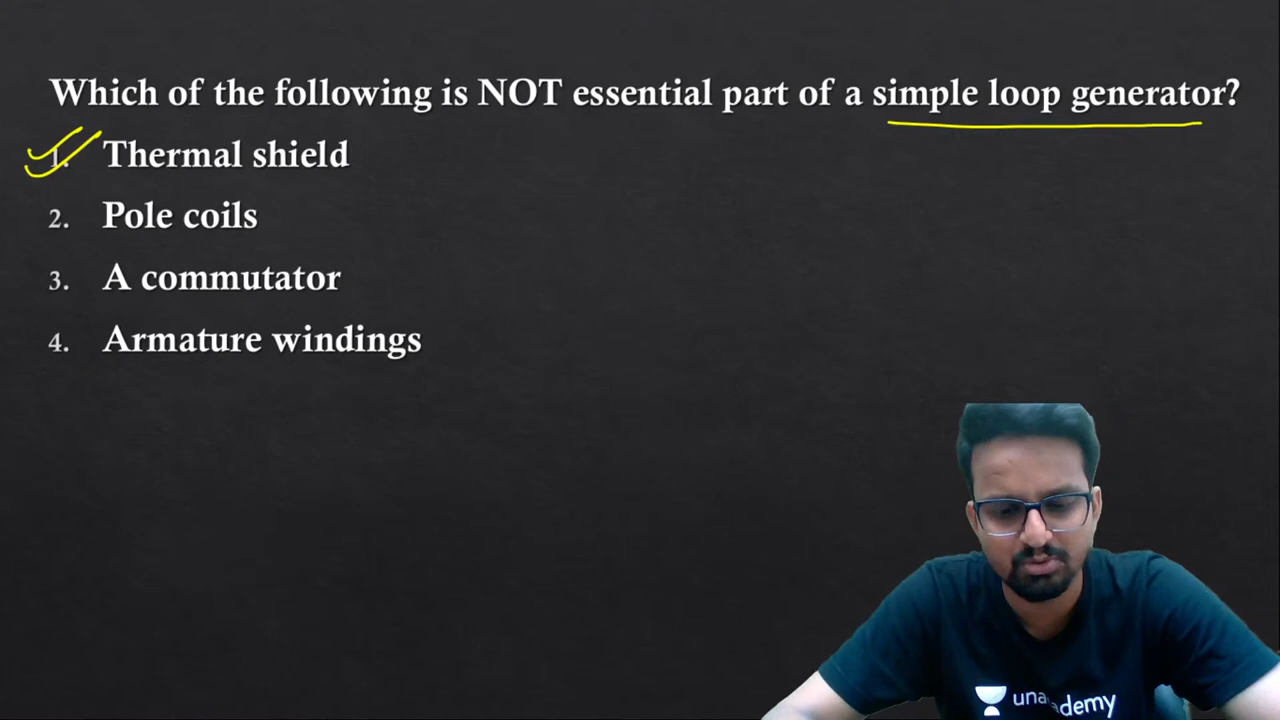 Which of the following is NOT essential part of a simple loop generator?
1. Thermal shield
2. Pole coils
3. A commutator
4. Armature windings
unacademy